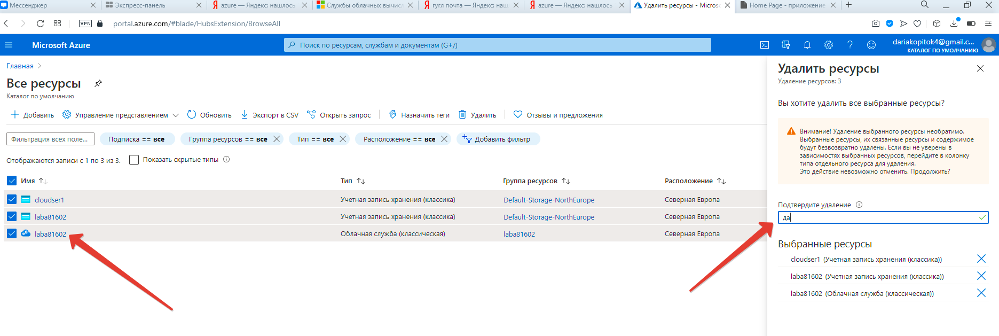 Мессенджер
Экспресс-панель
azure — Яндекс: нашлось
Службы облачных вычисл
гугл почта — Яндекс: наш
azure — Яндекс: нашлось
Удалить ресурсы - Micros
Home Page - приложение
VPN
portal.azure.com/#blade/HubsExtension/BrowseAll
Microsoft Azure
Поиск по ресурсам, службам и документам (G+/)
dariakopitok4@gmail.c...
КАТАЛОГ ПО УМОЛЧАНИЮ
Главная
Все ресурсы
Каталог по умолчанию
Добавить
Управление представлением
Обновить
Экспорт в CSV
Открыть запрос
Назначить теги
Удалить
Отзывы и предложения
Фильтрация всех поле...
Подписка == все
Группа ресурсов == все
Тип == все
Расположение == все
Добавить фильтр
Отображаются записи с 1 по 3 из 3.
Показать скрытые типы
Имя
Тип
Группа ресурсов
Расположение
cloudser1
Учетная запись хранения (классика)
Default-Storage-NorthEurope
Северная Европа
laba81602
Учетная запись хранения (классика)
Default-Storage-NorthEurope
Северная Европа
laba81602
Облачная служба (классическая)
laba81602
Северная Европа
Удалить ресурсы
Удаление ресурсов: 3
Вы хотите удалить все выбранные ресурсы?
Внимание! Удаление выбранного ресурсы необратимо.
Выбранные ресурсы, их связанные ресурсы и содержимое
будут безвозвратно удалены. Если вы не уверены в
зависимостях выбранных ресурсов, перейдите в колонку
типа отдельного ресурса для удаления.
Это действие невозможно отменить. Продолжить?
Подтвердите удаление
да
Выбранные ресурсы
cloudser1 (Учетная запись хранения (классика))
laba81602 (Учетная запись хранения (классика))
laba81602 (Облачная служба (классическая))